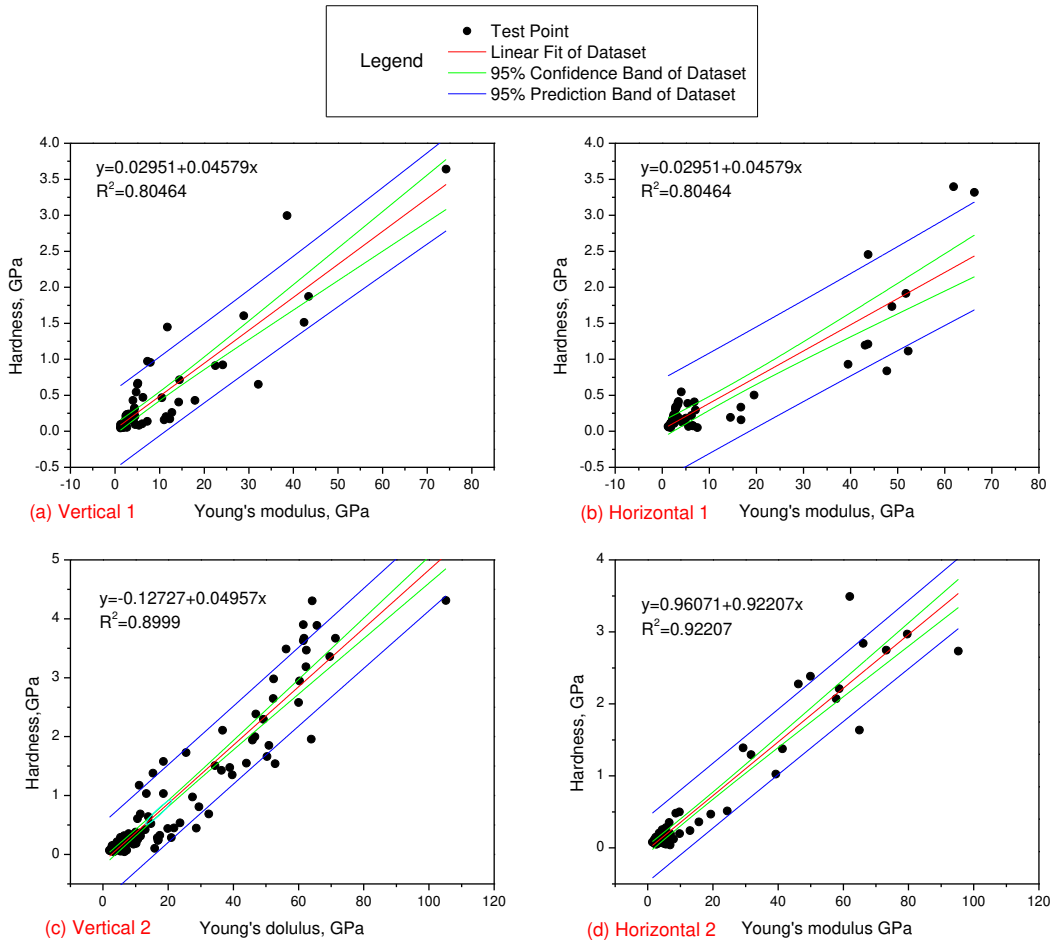 Legend
Test Point
Linear Fit of Dataset
95% Confidence Band of Dataset
95% Prediction Band of Dataset
y=0.02951+0.04579x
R²=0.80464
Hardness, GPa
4.0
3.5
3.0
2.5
2.0
1.5
1.0
0.5
0.0
-0.5
-10 0 10 20 30 40 50 60 70 80
(a) Vertical 1
Young's modulus, GPa
y=0.02951+0.04579x
R²=0.80464
Hardness, GPa
4.0
3.5
3.0
2.5
2.0
1.5
1.0
0.5
0.0
-0.5
-10 0 10 20 30 40 50 60 70 80
(b) Horizontal 1
Young's modulus, GPa
y=-0.12727+0.04957x
R²=0.8999
Hardness,GPa
5
4
3
2
1
0
0 20 40 60 80 100 120
(c) Vertical 2
Young's dolulus, GPa
y=0.96071+0.92207x
R²=0.92207
Hardness, GPa
4
3
2
1
0
0 20 40 60 80 100 120
(d) Horizontal 2
Young's modulus GPa